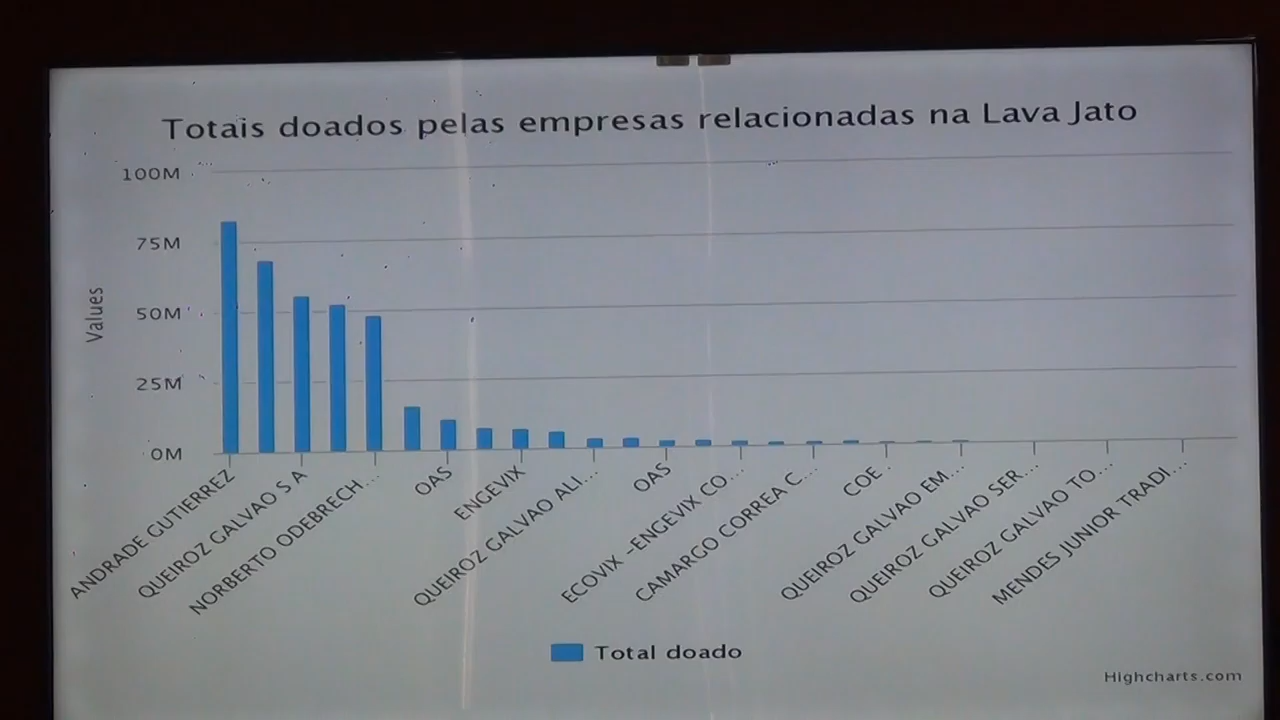 Totais doados pelas empresas relacionadas na Lava Jato
100M
75M
50M
25M
0M
Values
ANDRADE GUTIERREZ
QUEIROZ GALVAO S A
NORBERTO ODEBRECH...
OAS
ENGEVIX
QUEIROZ GALVAO ALI...
OAS
ECOVIX -ENGEVIX CO...
CAMARGO CORREA C...
COE
QUEIROZ GALVAO EM...
QUEIROZ GALVAO SER...
QUEIROZ GALVAO TO...
MENDES JUNIOR TRADI...
Total doado
Highcharts.com